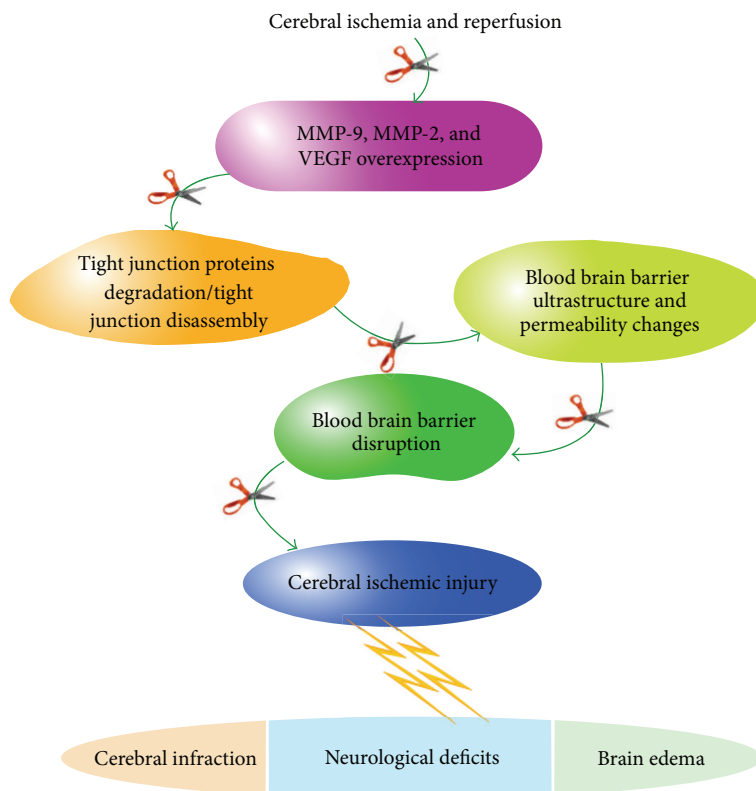 Cerebral ischemia and reperfusion
MMP-9, MMP-2, and
VEGF overexpression
Tight junction proteins
degradation/tight
junction disassembly
Blood brain barrier
ultrastructure and
permeability changes
Blood brain barrier
disruption
Cerebral ischemic injury
Cerebral infraction
Neurological deficits
Brain edema